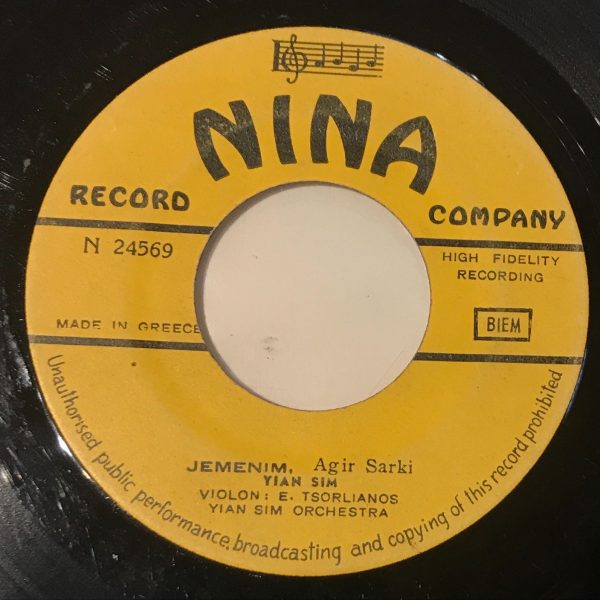 NINA
RECORD COMPANY
N 24569
HIGH FIDELITY
RECORDING
MADE IN GREECE
BIEM
JEMENIM, Agir Sarki
YIAN SIM
VIOLON: E. TSORLIANOS
YIAN SIM ORCHESTRA
Unauthorised public performance, broadcasting and copying of this record prohibited